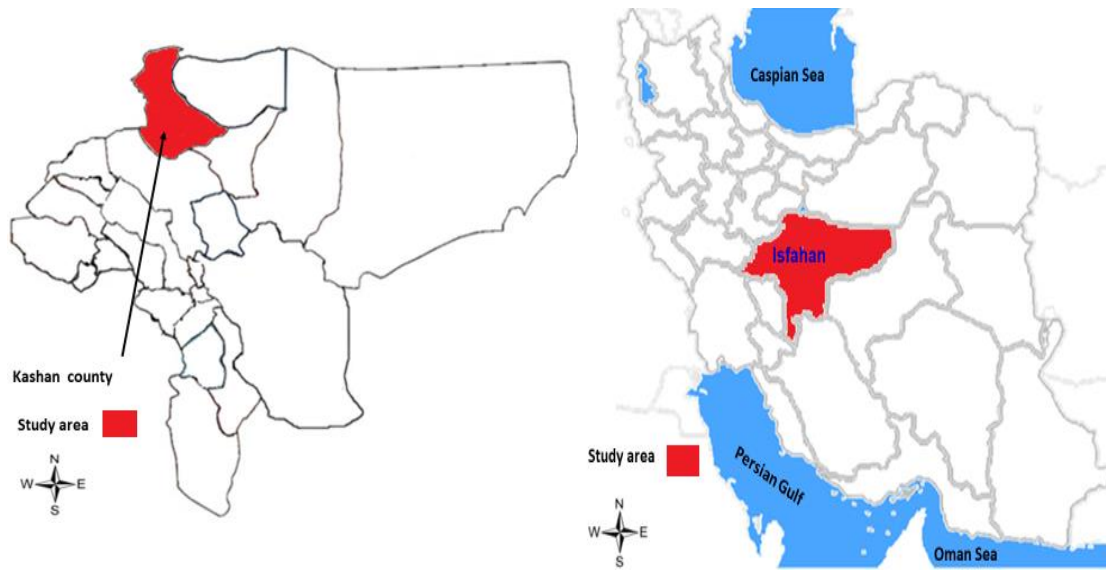 Kashan county
Study area
N
W E
S
Caspian Sea
Isfahan
Study area
Persian Gulf
N
W E
S
Oman Sea